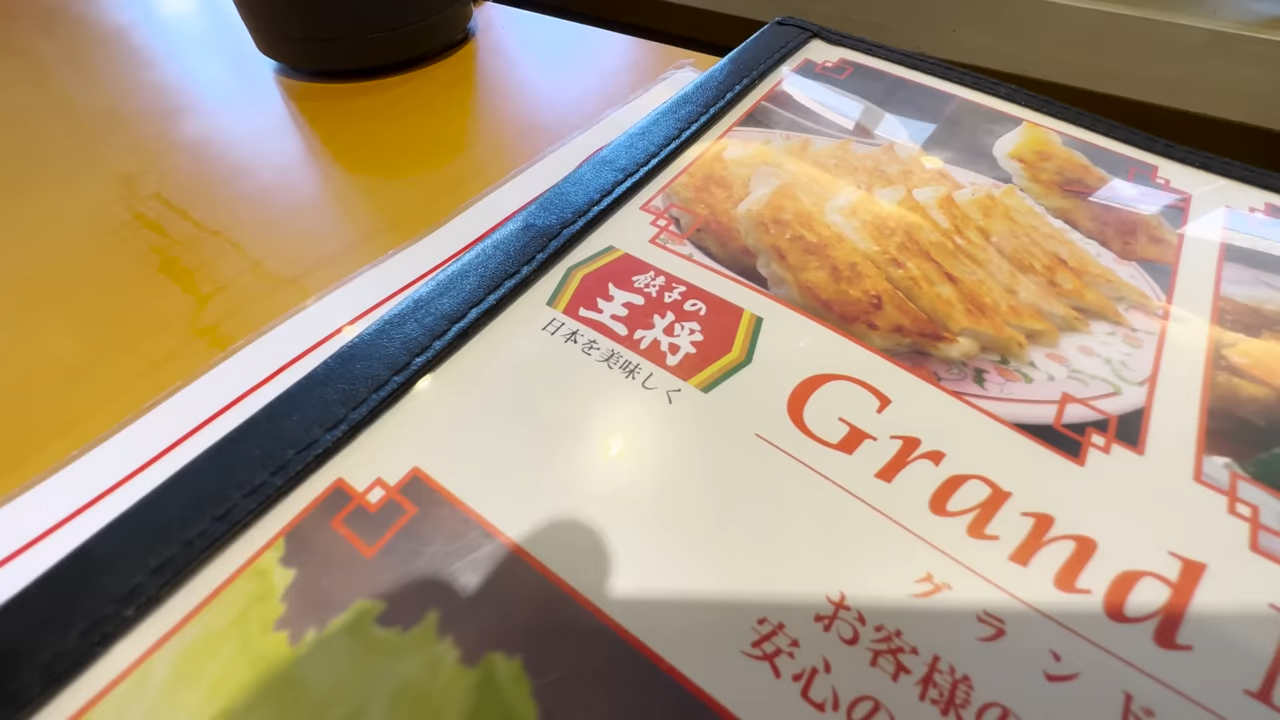 餃子の
王将
日本を美味しく
Grand
グランド
お客様の
安心の